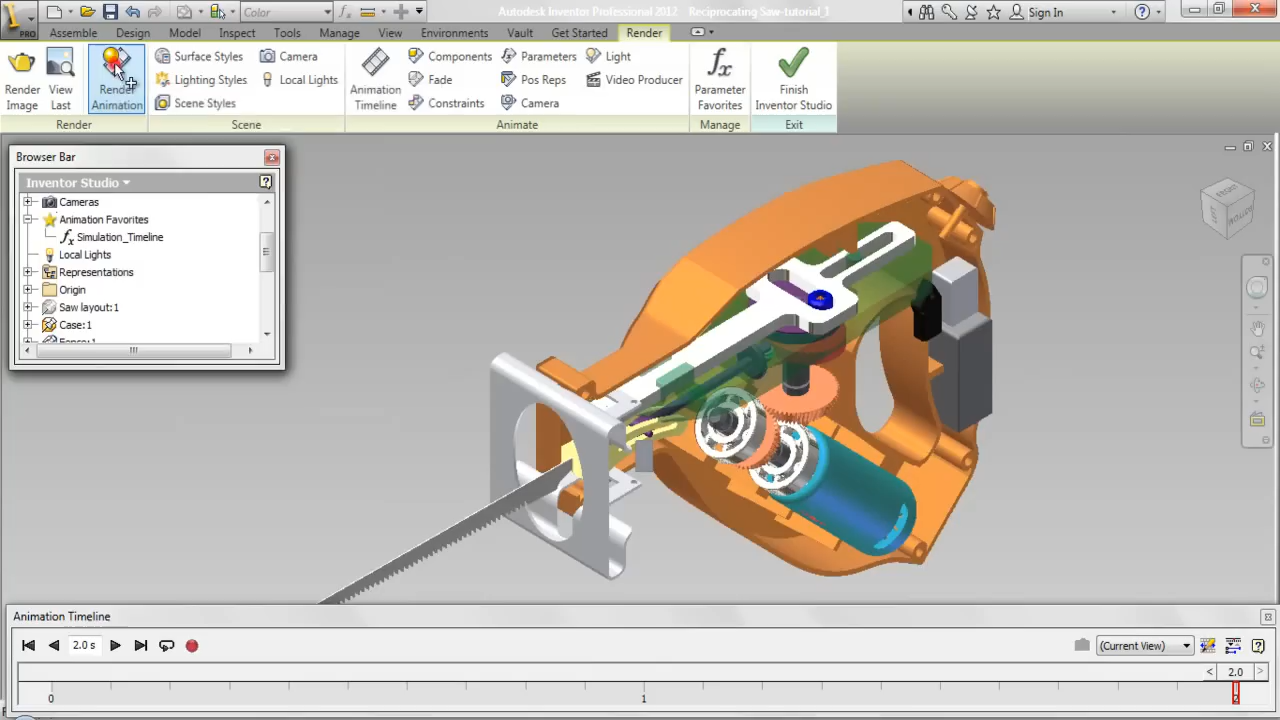 Color
Autodesk Inventor Professional 2012 Reciprocating Saw-tutorial_1
Sign In
PRO
Assemble Design Model Inspect Tools Manage View Environments Vault Get Started Render
Render Image
View Last
Render Animation
Surface Styles
Lighting Styles
Scene Styles
Camera
Local Lights
Animation Timeline
Components
Fade
Constraints
Parameters
Pos Reps
Camera
Light
Video Producer
Parameter Favorites
Finish Inventor Studio
Render Scene Animate Manage Exit
Browser Bar
Inventor Studio
Cameras
Animation Favorites
Simulation_Timeline
Local Lights
Representations
Origin
Saw layout:1
Case:1
FRONT
Animation Timeline
2.0 s
(Current View)
< 2.0 >
0 1 2